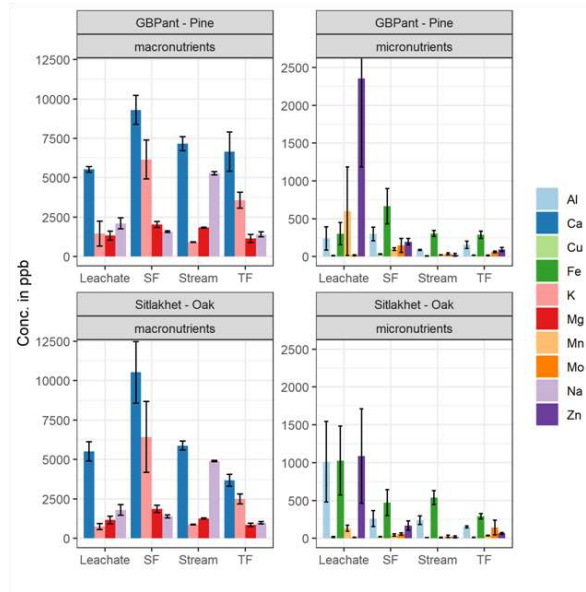 GBPant - Pine
GBPant - Pine
macronutrients
micronutrients
12500
10000
7500
5000
2500
0
2500
2000
1500
1000
500
0
Leachate SF Stream TF
Leachate SF Stream TF
Conc. in ppb
Sitlakhet - Oak
Sitlakhet - Oak
macronutrients
micronutrients
12500
10000
7500
5000
2500
0
2500
2000
1500
1000
500
0
Leachate SF Stream TF
Leachate SF Stream TF
Al
Ca
Cu
Fe
K
Mg
Mn
Mo
Na
Zn